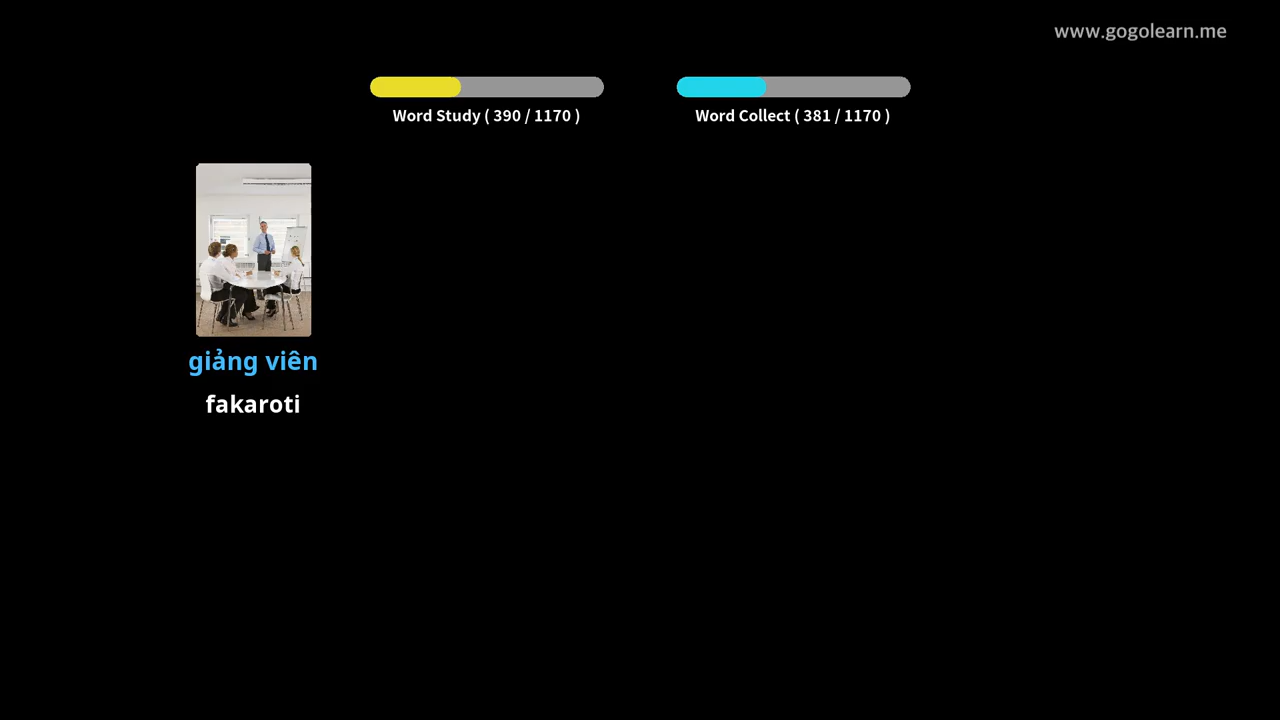 www.gogolearn.me
Word Study ( 390 / 1170 )
Word Collect ( 381 / 1170 )
giảng viên
fakaroti